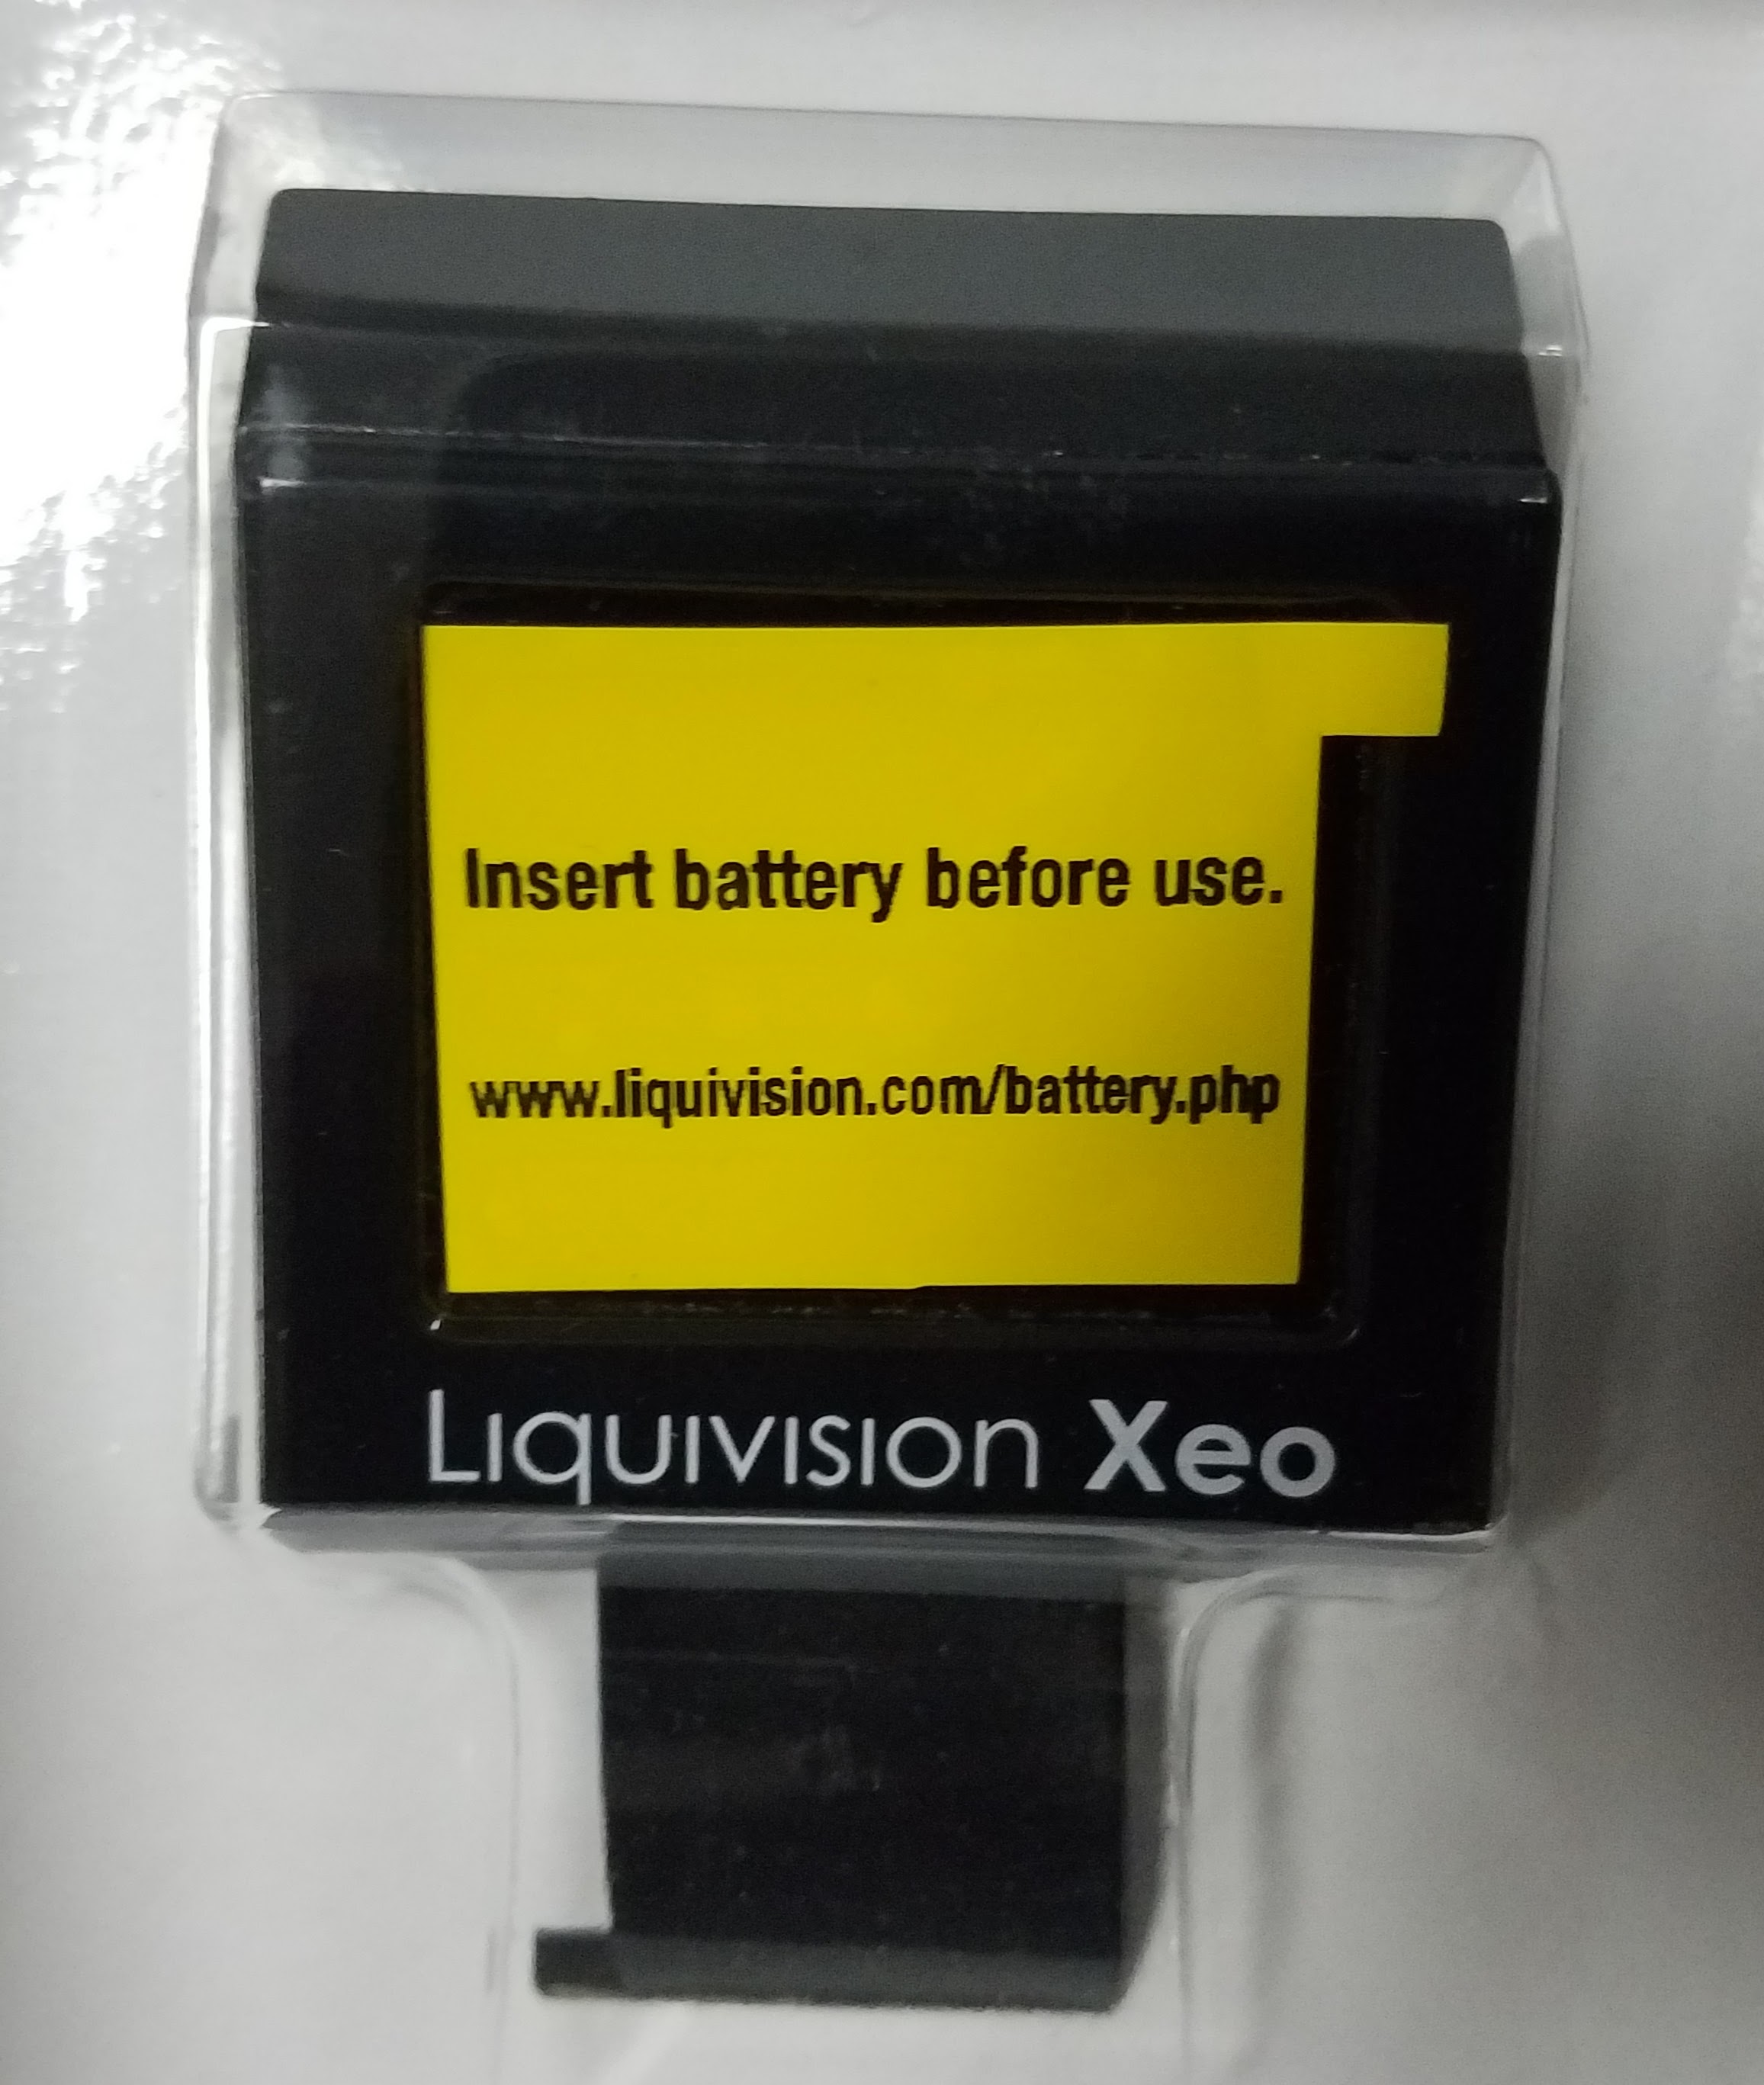 Insert battery before use.
www.liquivision.com/battery.php
Liquivision Xeo